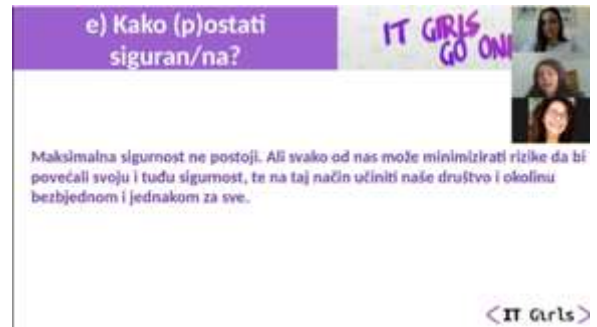 e) Kako (p)ostati
siguran/na?
IT GIRLS
GO ONL
Maksimalna sigurnost ne postoji. Ali svako od nas može minimizirati rizike da bi
povećali svoju i tuđu sigurnost, te na taj način učiniti naše društvo i okolinu
bezbjednom i jednakom za sve.
<IT Girls>